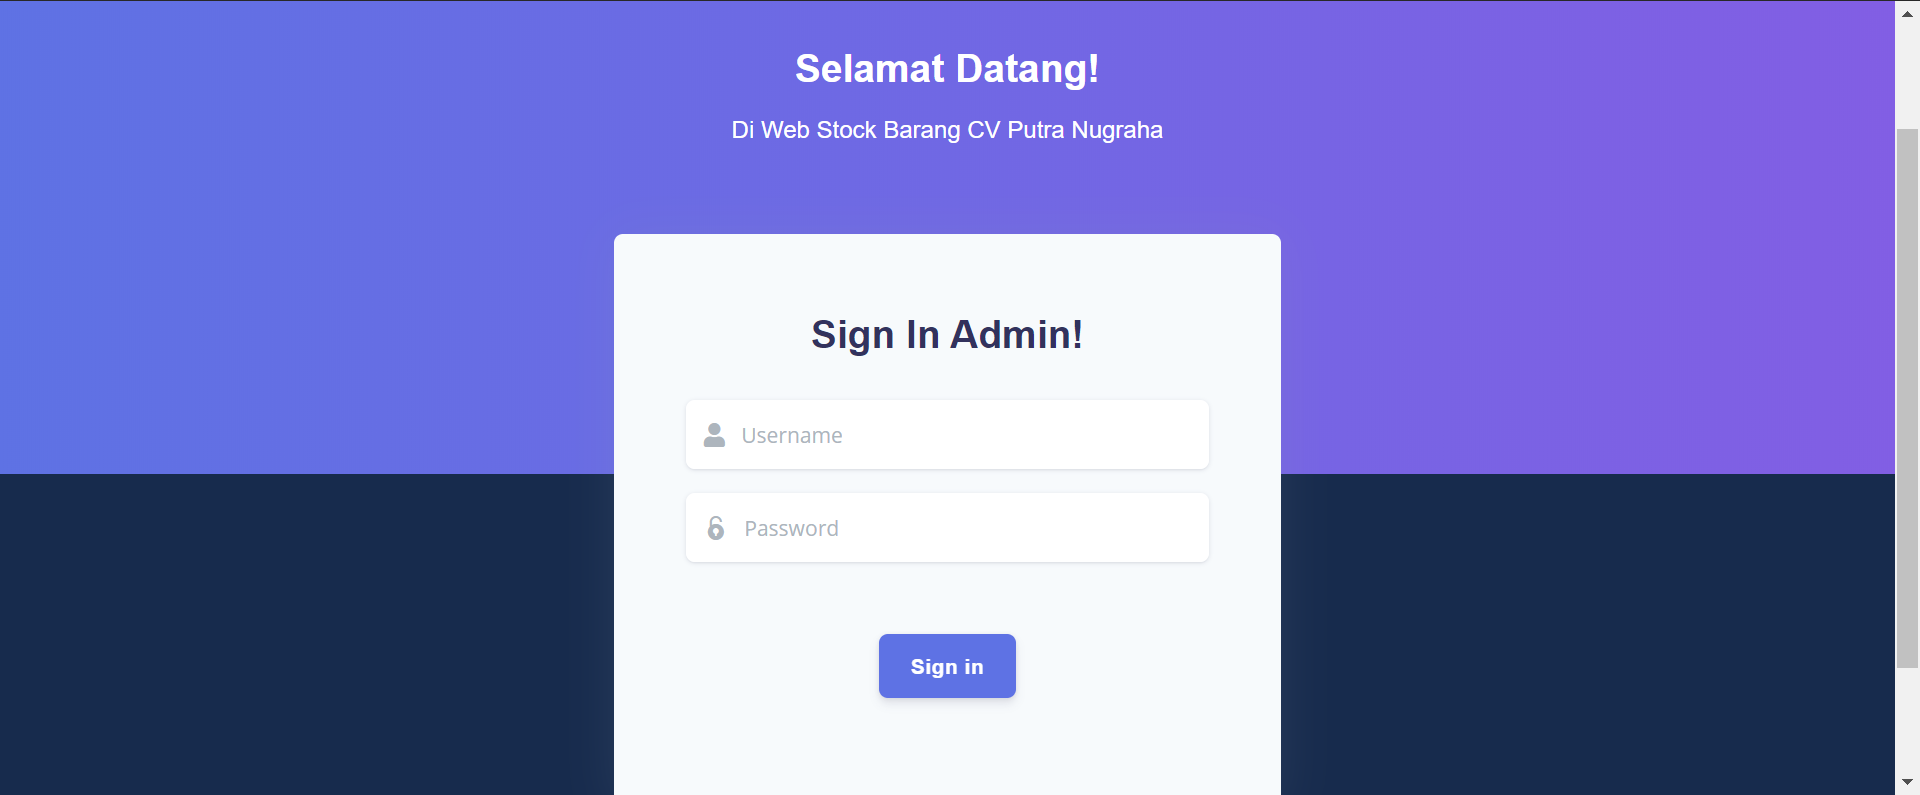 Selamat Datang!
Di Web Stock Barang CV Putra Nugraha
Sign In Admin!
Username
Password
Sign in